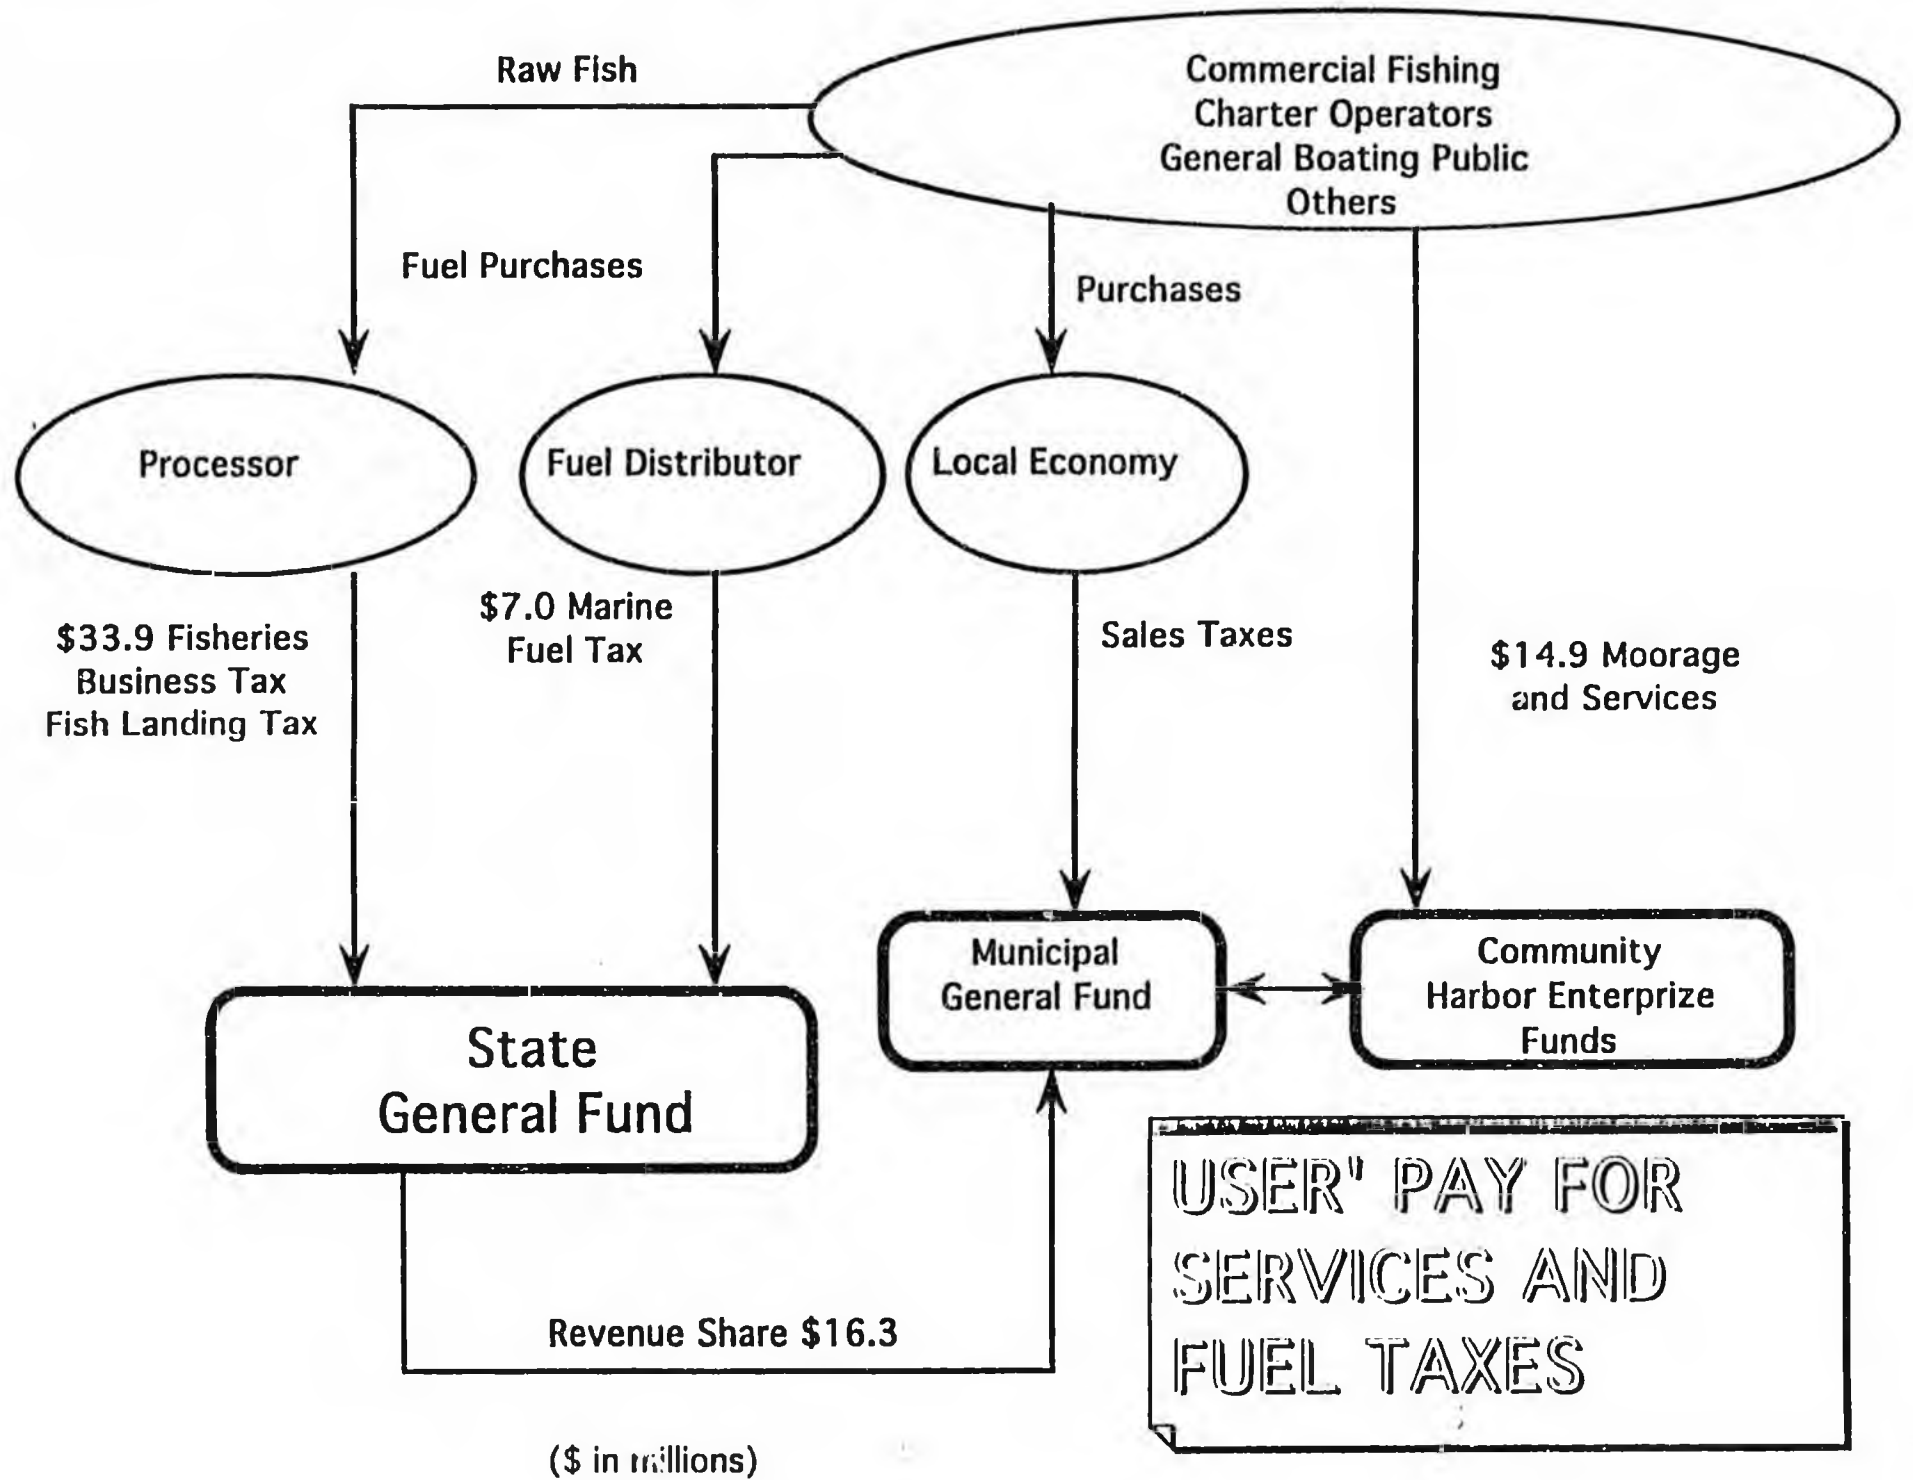 Raw Fish
Commercial Fishing
Charter Operators
General Boating Public
Others
Fuel Purchases
Purchases
Processor
Fuel Distributor
Local Economy
$33.9 Fisheries
Business Tax
Fish Landing Tax
$7.0 Marine
Fuel Tax
Sales Taxes
$14.9 Moorage
and Services
Municipal
General Fund
Community
Harbor Enterprize
Funds
State
General Fund
Revenue Share $16.3
USER' PAY FOR
SERVICES AND
FUEL TAXES
($ in millions)